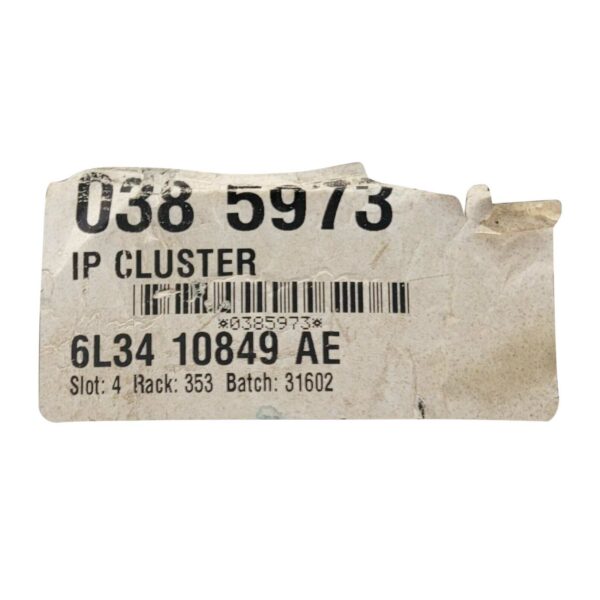 038 5973
IP CLUSTER
*0385973*
6L34 10849 AE
Slot: 4 Rack: 353 Batch: 31602